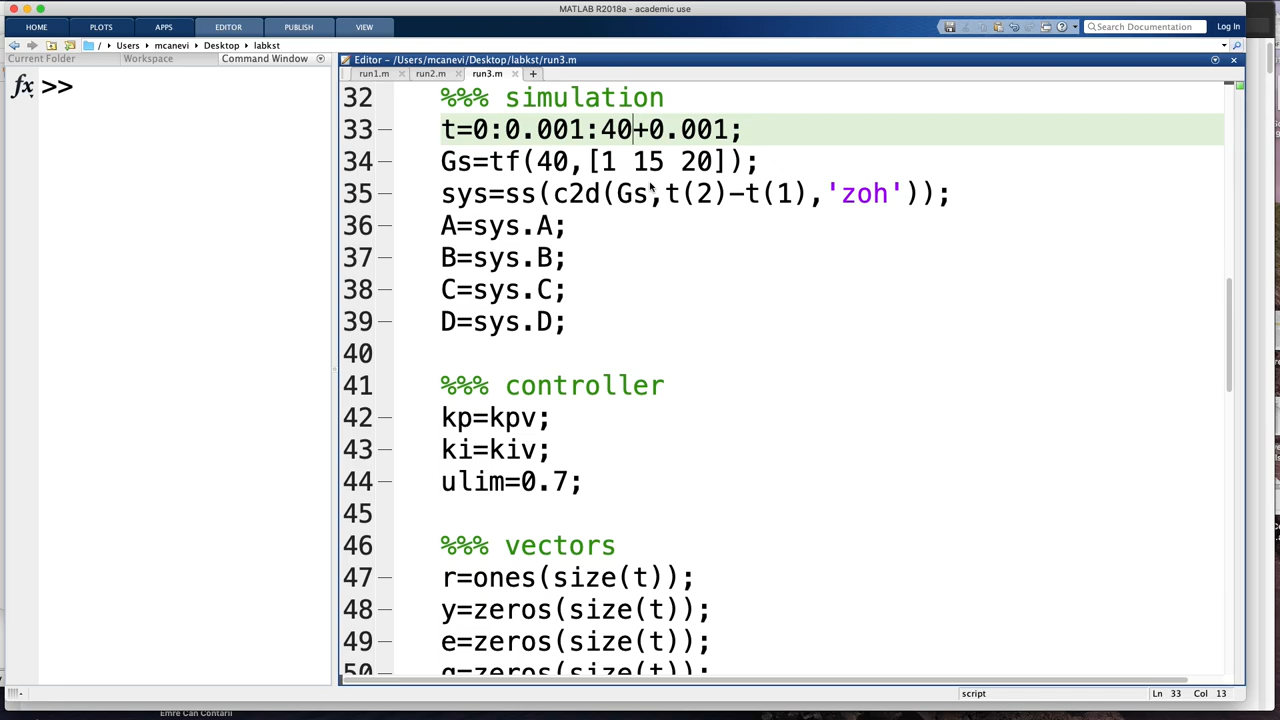 MATLAB R2018a - academic use
HOME PLOTS APPS EDITOR PUBLISH VIEW Search Documentation Log In
/ ▸ Users ▸ mcanevi ▸ Desktop ▸ labkst
Current Folder Workspace Command Window
Editor - /Users/mcanevi/Desktop/labkst/run3.m
run1.m run2.m run3.m
fx >>
32 %%% simulation
33 t=0:0.001:40+0.001;
34 Gs=tf(40,[1 15 20]);
35 sys=ss(c2d(Gs,t(2)-t(1),'zoh'));
36 A=sys.A;
37 B=sys.B;
38 C=sys.C;
39 D=sys.D;
40
41 %%% controller
42 kp=kpv;
43 ki=kiv;
44 ulim=0.7;
45
46 %%% vectors
47 r=ones(size(t));
48 y=zeros(size(t));
49 e=zeros(size(t));
50 q=zeros(size(t));
script Ln 33 Col 13
Emre Can Contarli